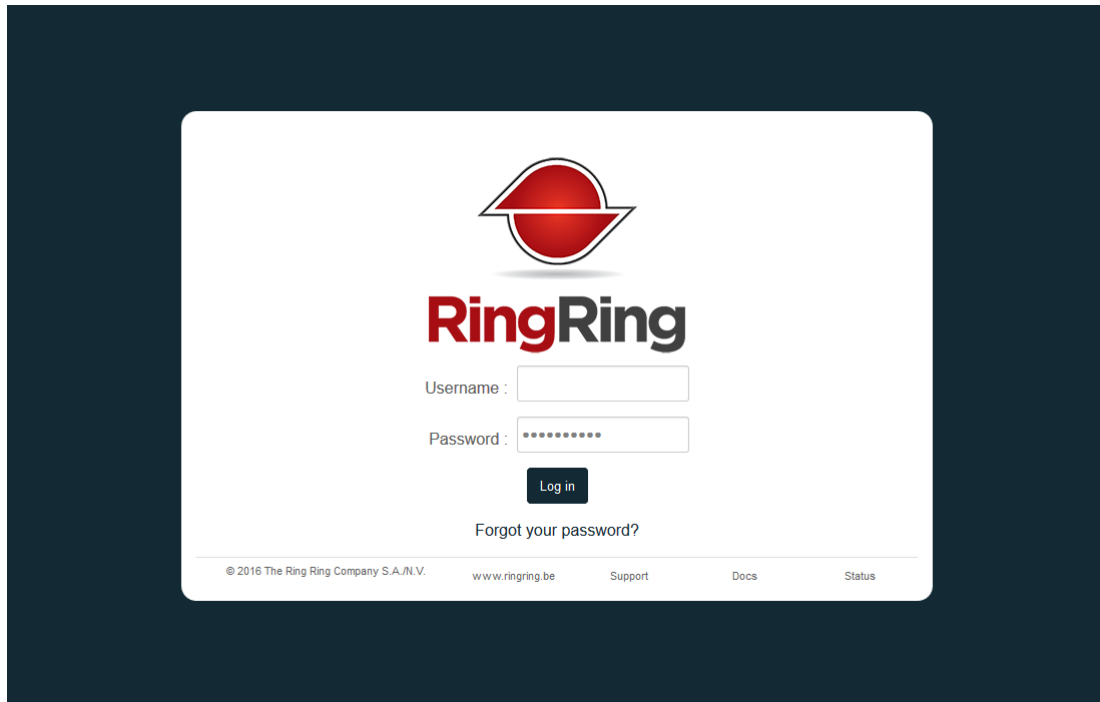 RingRing
Username :
Password : ••••••••••
Log in
Forgot your password?
© 2016 The Ring Ring Company S.A./N.V. www.ringring.be Support Docs Status